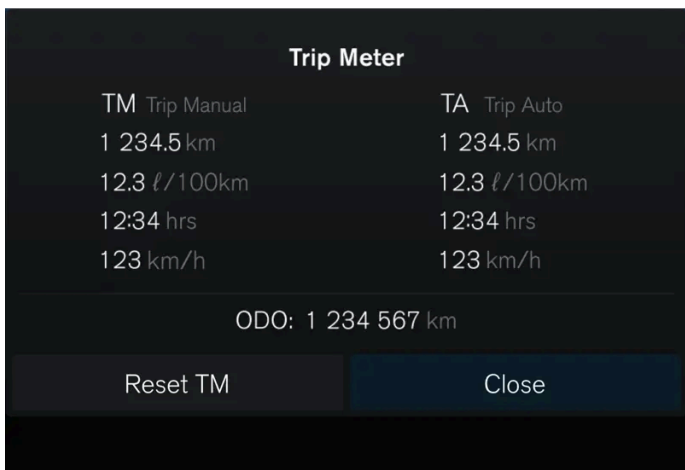 Trip Meter
TM Trip Manual
1 234.5 km
12.3 ℓ/100km
12:34 hrs
123 km/h
TA Trip Auto
1 234.5 km
12.3 ℓ/100km
12:34 hrs
123 km/h
ODO: 1 234 567 km
Reset TM
Close